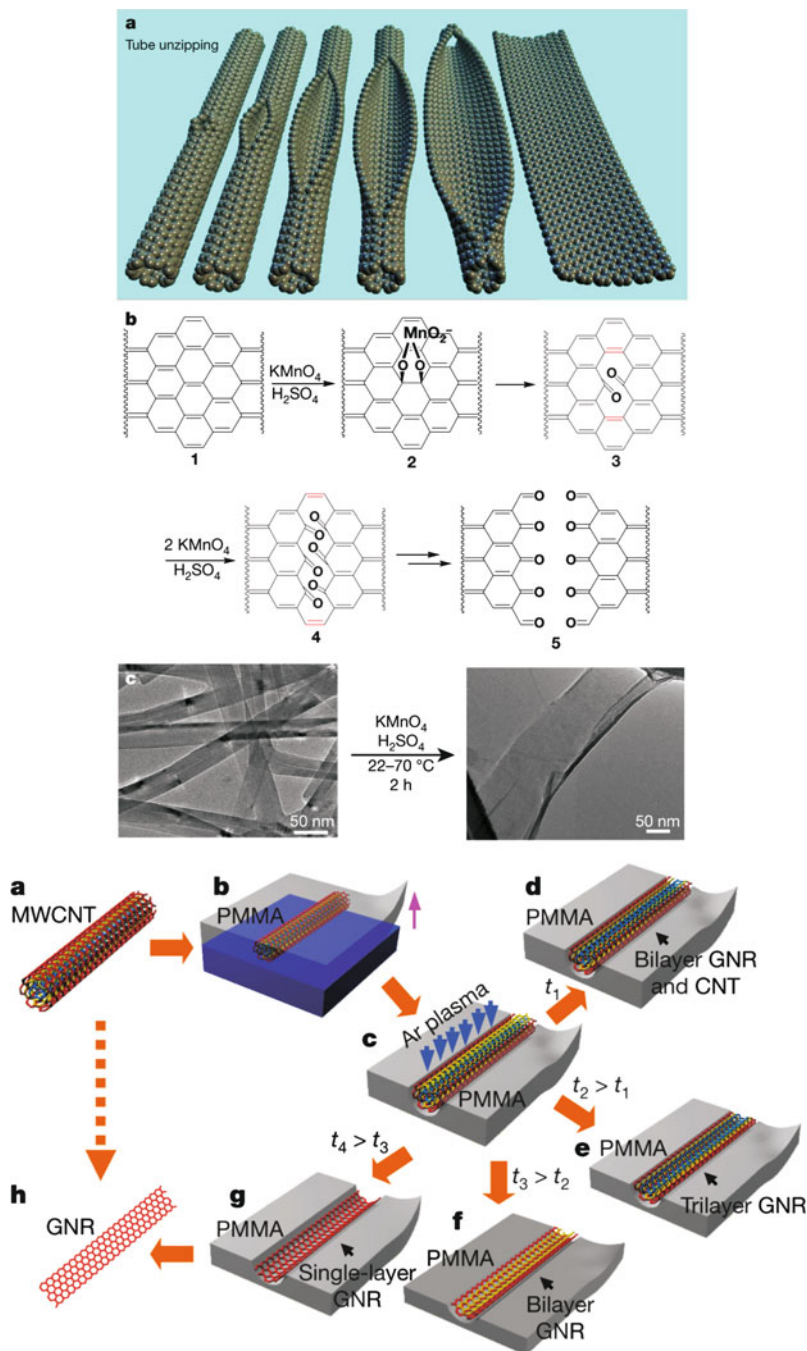 a
Tube unzipping
b
KMnO₄
H₂SO₄
MnO₂⁻
O O
O
O
1
2
3
2 KMnO₄
H₂SO₄
O
O
O
O
O
O
O O
O O
O O
O O
O O
4
5
c
KMnO₄
H₂SO₄
22–70 °C
2 h
50 nm
50 nm
a
MWCNT
b
PMMA
d
PMMA
Bilayer GNR
and CNT
t₁
Ar plasma
c
PMMA
t₂ > t₁
e
PMMA
Trilayer GNR
t₄ > t₃
t₃ > t₂
h
GNR
g
PMMA
Single-layer
GNR
f
PMMA
Bilayer
GNR